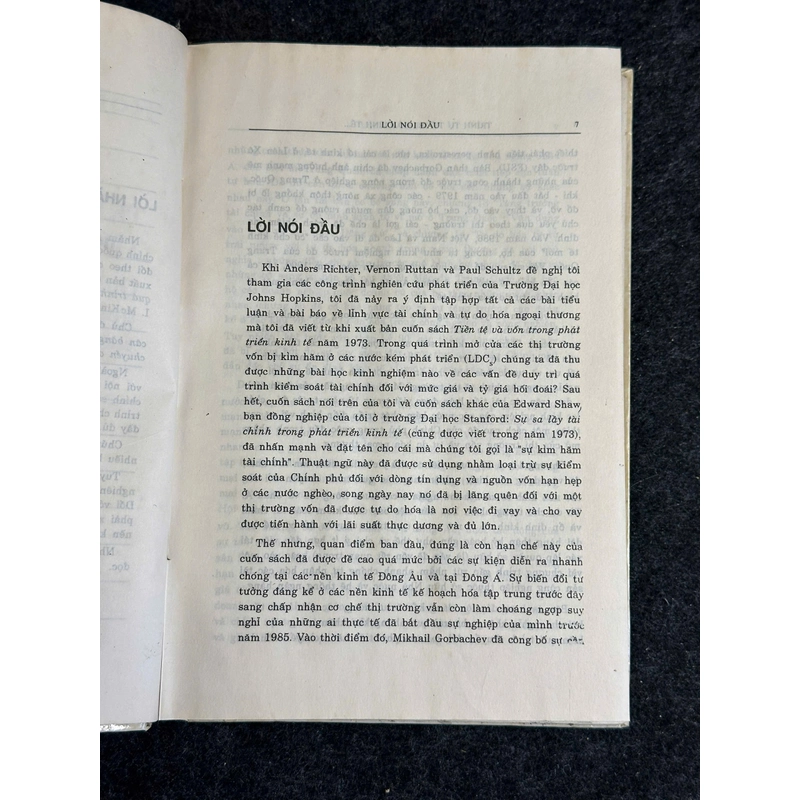 LỜI NÓI ĐẦU 7
LỜI NÓI ĐẦU
Khi Anders Richter, Vernon Ruttan và Paul Schultz đề nghị tôi
tham gia các công trình nghiên cứu phát triển của Trường Đại học
Johns Hopkins, tôi đã nảy ra ý định tập hợp tất cả các bài tiểu
luận và bài báo về lĩnh vực tài chính và tự do hóa ngoại thương
mà tôi đã viết từ khi xuất bản cuốn sách Tiền tệ và vốn trong phát
triển kinh tế năm 1973. Trong quá trình mở cửa các thị trường
vốn bị kìm hãm ở các nước kém phát triển (LDCs) chúng ta đã thu
được những bài học kinh nghiệm nào về các vấn đề duy trì quá
trình kiểm soát tài chính đối với mức giá và tỷ giá hối đoái? Sau
hết, cuốn sách nói trên của tôi và cuốn sách khác của Edward Shaw,
bạn đồng nghiệp của tôi ở trường Đại học Stanford: Sự sa lầy tài
chính trong phát triển kinh tế (cũng được viết trong năm 1973),
đã nhấn mạnh và đặt tên cho cái mà chúng tôi gọi là "sự kìm hãm
tài chính". Thuật ngữ này đã được sử dụng nhằm loại trừ sự kiểm
soát của Chính phủ đối với dòng tín dụng và nguồn vốn hạn hẹp
ở các nước nghèo, song ngày nay nó đã bị lãng quên đối với một
thị trường vốn đã được tự do hóa là nơi việc đi vay và cho vay
được tiến hành với lãi suất thực dương và đủ lớn.
Thế nhưng, quan điểm ban đầu, đúng là còn hạn chế này của
cuốn sách đã được đề cao quá mức bởi các sự kiện diễn ra nhanh
chóng tại các nền kinh tế Đông Âu và tại Đông Á. Sự biến đổi tư
tưởng đáng kể ở các nền kinh tế kế hoạch hóa tập trung trước đây
sang chấp nhận cơ chế thị trường vẫn còn làm choáng ngợp suy
nghỉ của những ai thực tế đã bắt đầu sự nghiệp của mình trước
năm 1985. Vào thời điểm đó, Mikhail Gorbachev đã công bố sự cần